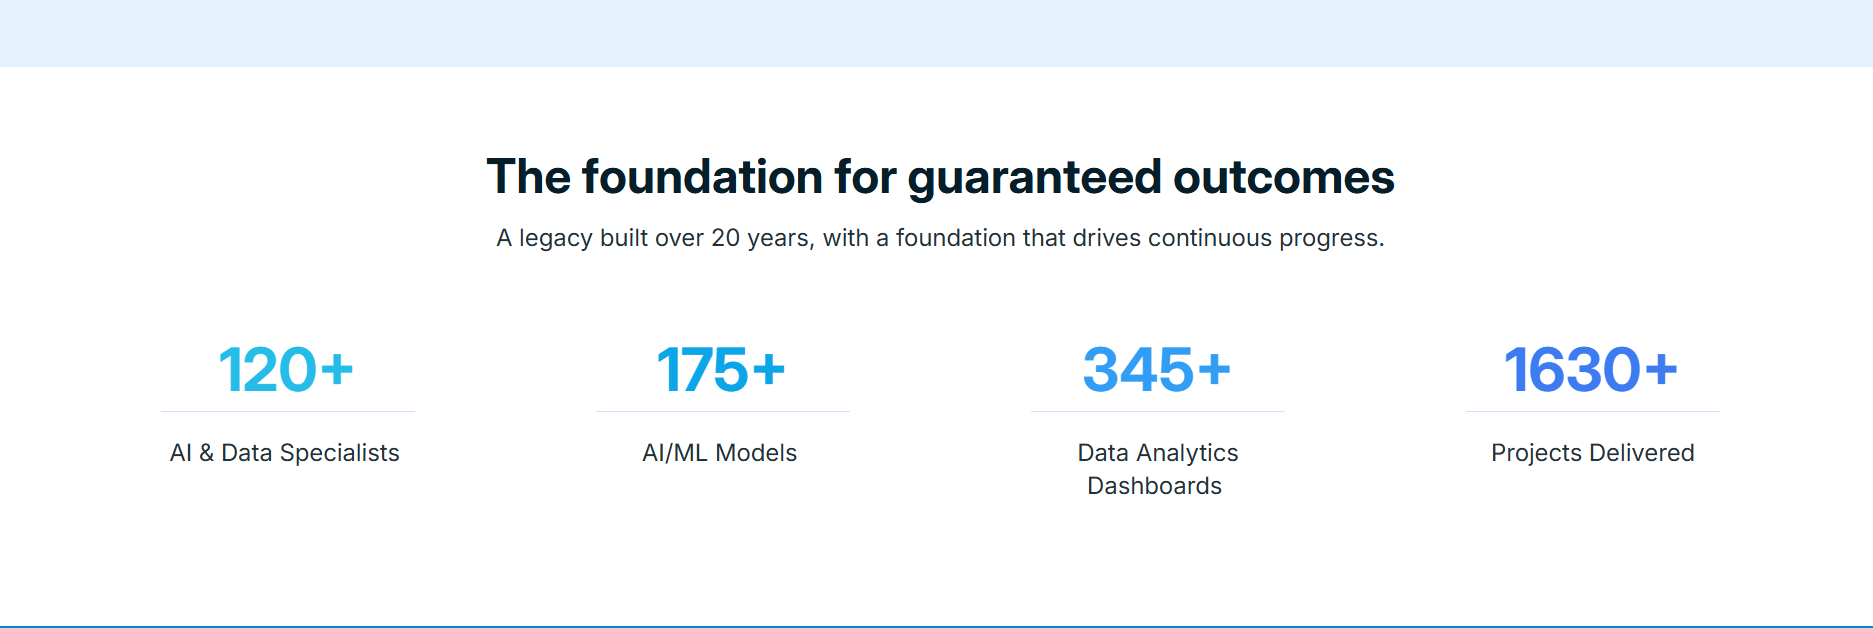 The foundation for guaranteed outcomes
A legacy built over 20 years, with a foundation that drives continuous progress.
120+
AI & Data Specialists
175+
AI/ML Models
345+
Data Analytics
Dashboards
1630+
Projects Delivered